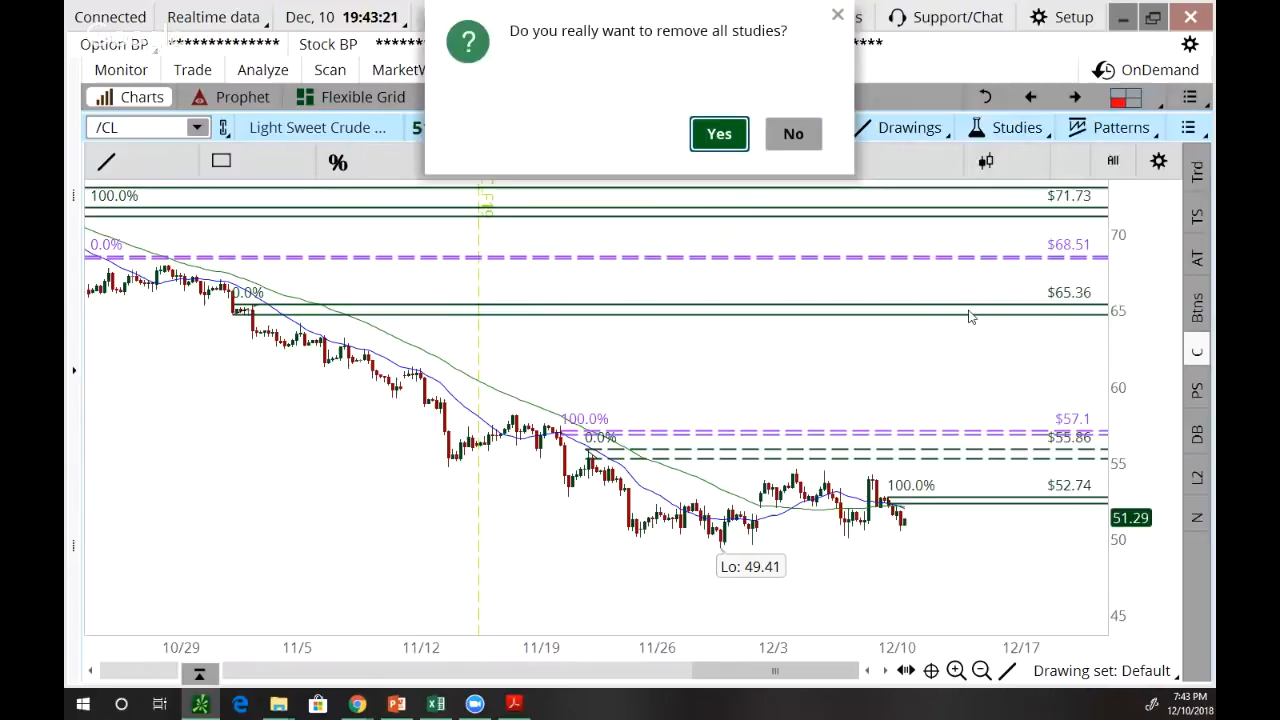 Connected Realtime data Dec, 10 19:43:21 Support/Chat Setup
Option BP ************* Stock BP
Do you really want to remove all studies?
Yes No
Monitor Trade Analyze Scan MarketW OnDemand
Charts Prophet Flexible Grid
/CL Light Sweet Crude ... 5 Drawings Studies Patterns
% All
100.0% $71.73
70
0.0% $68.51
0.0% $65.36
65
60
100.0% $57.1
0.0% $55.86
55
100.0% $52.74
51.29
50
Lo: 49.41
45
10/29 11/5 11/12 11/19 11/26 12/3 12/10 12/17
Drawing set: Default
Trd
TS
AT
Btns
C
PS
DB
L2
N
7:43 PM
12/10/2018